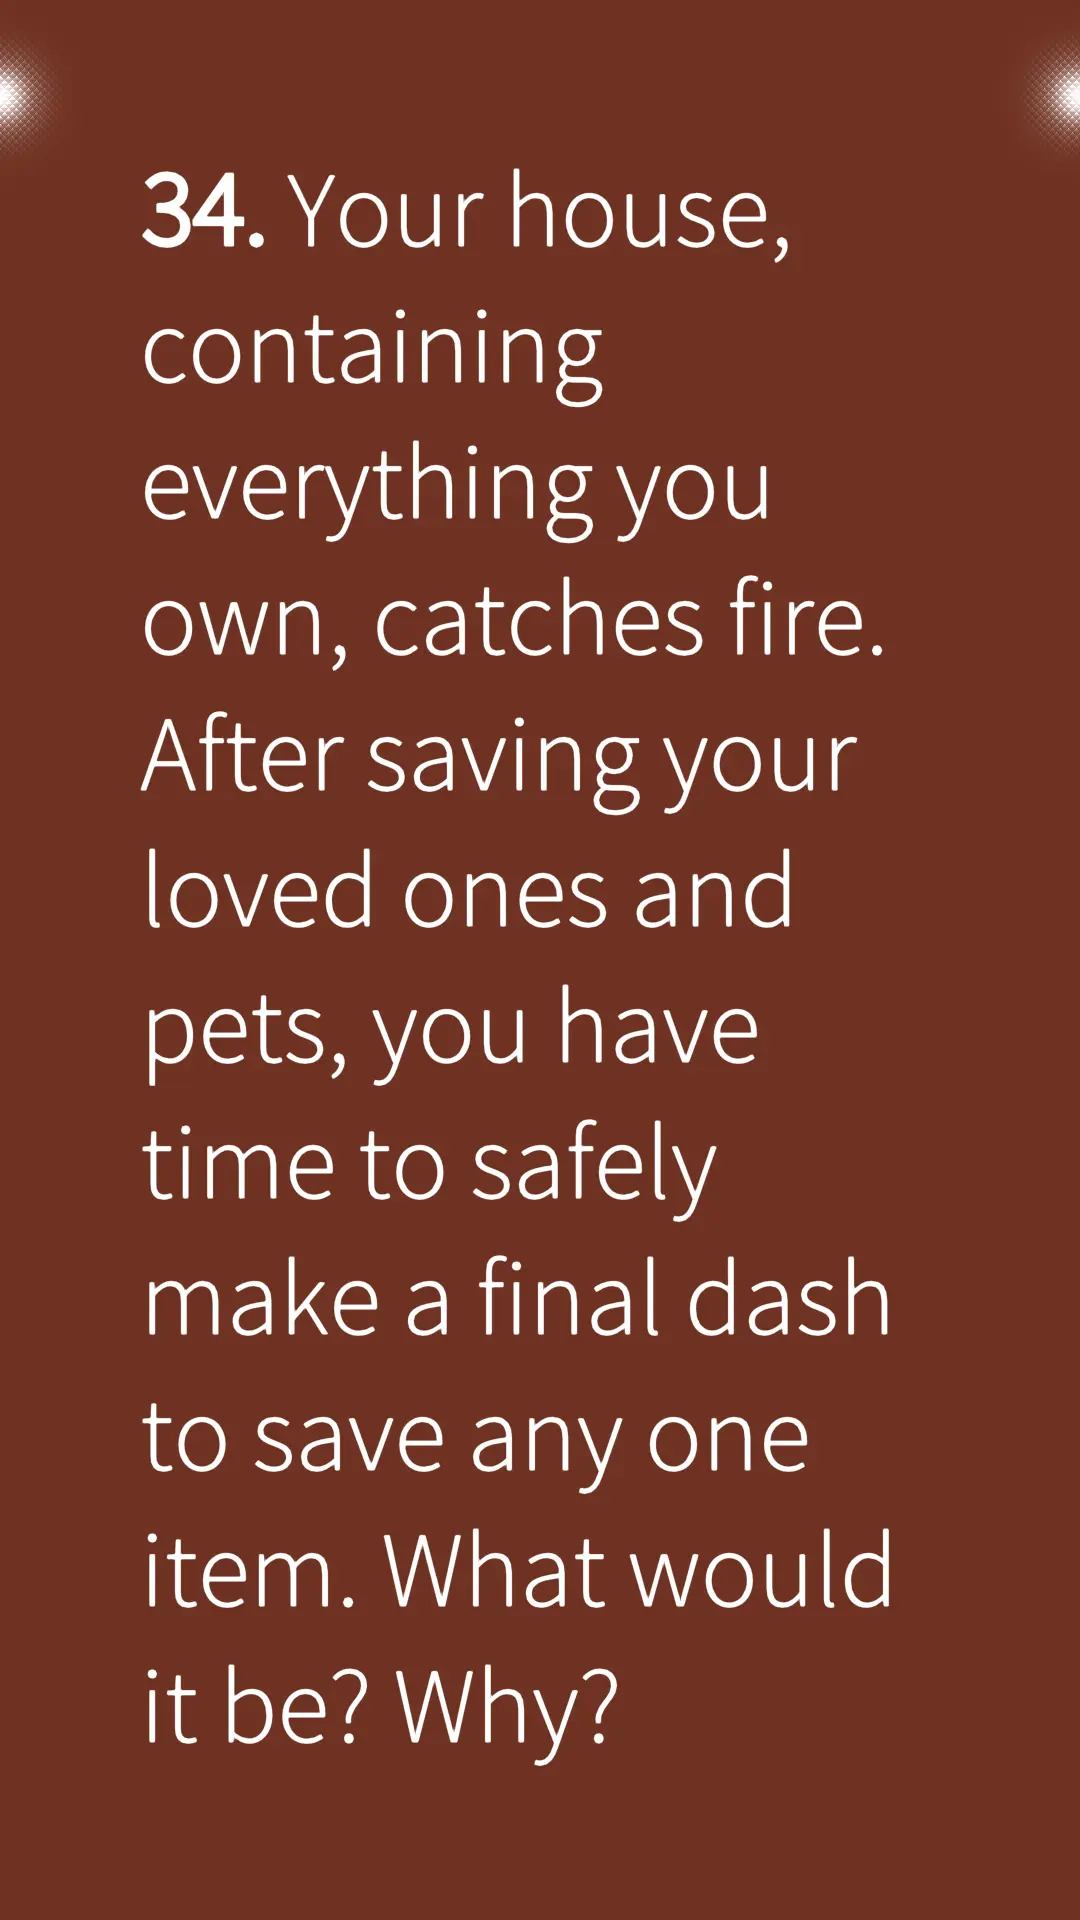 34. Your house,
containing
everything you
own, catches fire.
After saving your
loved ones and
pets, you have
time to safely
make a final dash
to save any one
item. What would
it be? Why?